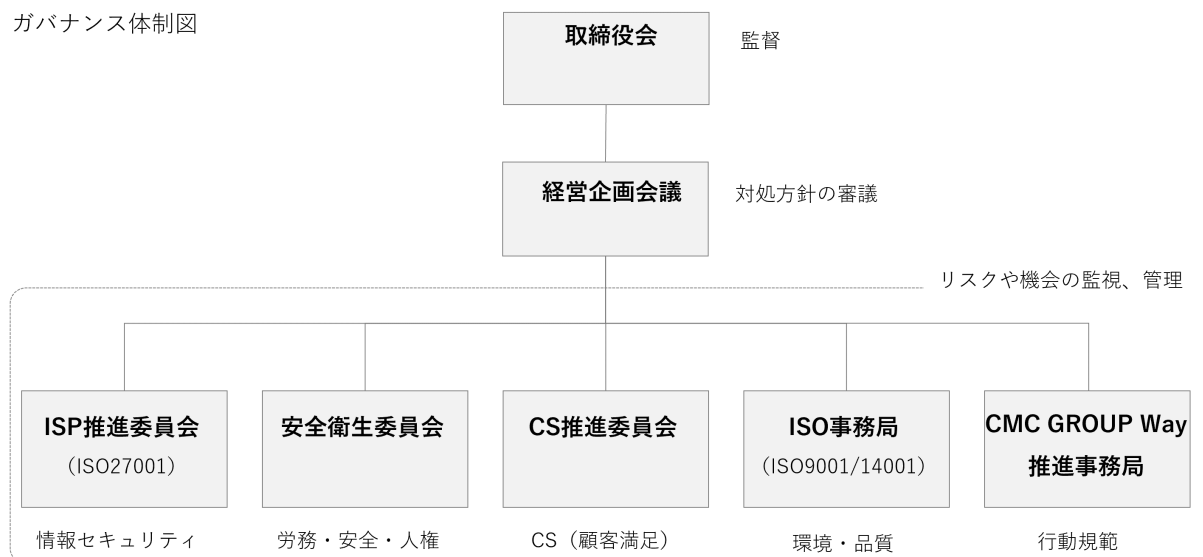 ガバナンス体制図
取締役会
監督
経営企画会議
対処方針の審議
リスクや機会の監視、管理
ISP推進委員会
（ISO27001）
情報セキュリティ
安全衛生委員会
労務・安全・人権
CS推進委員会
CS（顧客満足）
ISO事務局
（ISO9001/14001）
環境・品質
CMC GROUP Way
推進事務局
行動規範